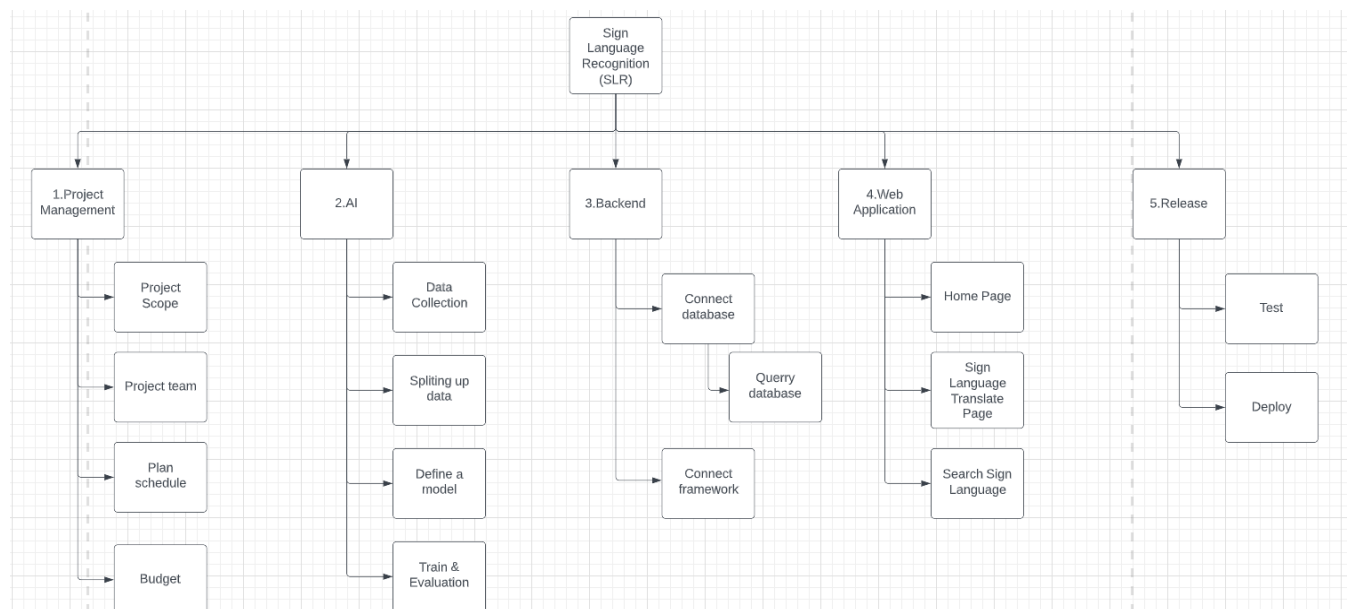 Sign
Language
Recognition
(SLR)
1.Project
Management
2.AI
3.Backend
4.Web
Application
5.Release
Project
Scope
Project team
Plan
schedule
Budget
Data
Collection
Spliting up
data
Define a
model
Train &
Evaluation
Connect
database
Querry
database
Connect
framework
Home Page
Sign
Language
Translate
Page
Search Sign
Language
Test
Deploy